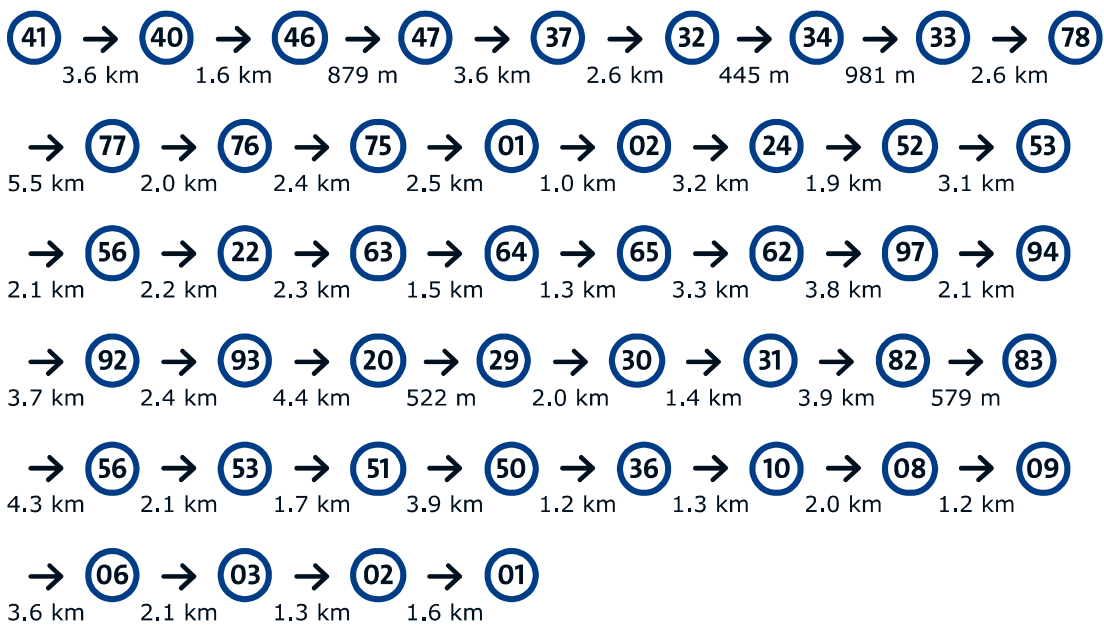 41 → 40 → 46 → 47 → 37 → 32 → 34 → 33 → 78
3.6 km 1.6 km 879 m 3.6 km 2.6 km 445 m 981 m 2.6 km
→ 77 → 76 → 75 → 01 → 02 → 24 → 52 → 53
5.5 km 2.0 km 2.4 km 2.5 km 1.0 km 3.2 km 1.9 km 3.1 km
→ 56 → 22 → 63 → 64 → 65 → 62 → 97 → 94
2.1 km 2.2 km 2.3 km 1.5 km 1.3 km 3.3 km 3.8 km 2.1 km
→ 92 → 93 → 20 → 29 → 30 → 31 → 82 → 83
3.7 km 2.4 km 4.4 km 522 m 2.0 km 1.4 km 3.9 km 579 m
→ 56 → 53 → 51 → 50 → 36 → 10 → 08 → 09
4.3 km 2.1 km 1.7 km 3.9 km 1.2 km 1.3 km 2.0 km 1.2 km
→ 06 → 03 → 02 → 01
3.6 km 2.1 km 1.3 km 1.6 km